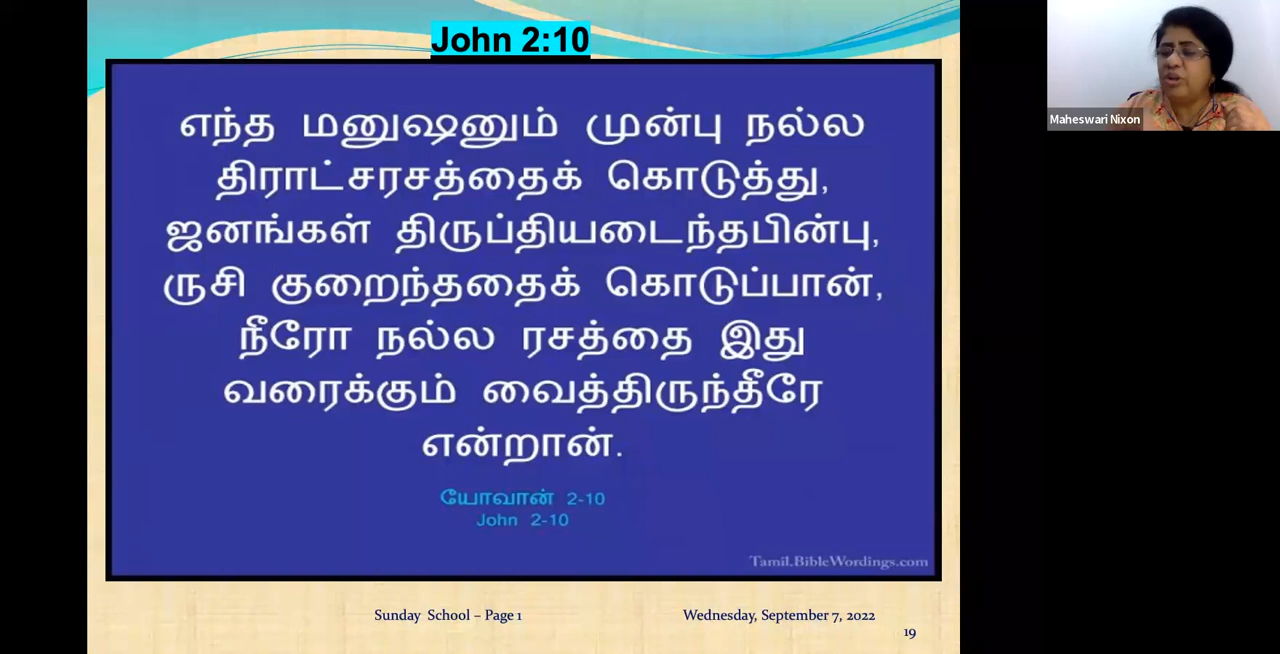 John 2:10
Maheswari Nixon
எந்த மனுஷனும் முன்பு நல்ல
திராட்சரசத்தைக் கொடுத்து,
ஜனங்கள் திருப்தியடைந்தபின்பு,
ருசி குறைந்ததைக் கொடுப்பான்,
நீரோ நல்ல ரசத்தை இது
வரைக்கும் வைத்திருந்தீரே
என்றான்.
யோவான் 2-10
John 2-10
Tamil.BibleWordings.com
Sunday School – Page 1
Wednesday, September 7, 2022
19